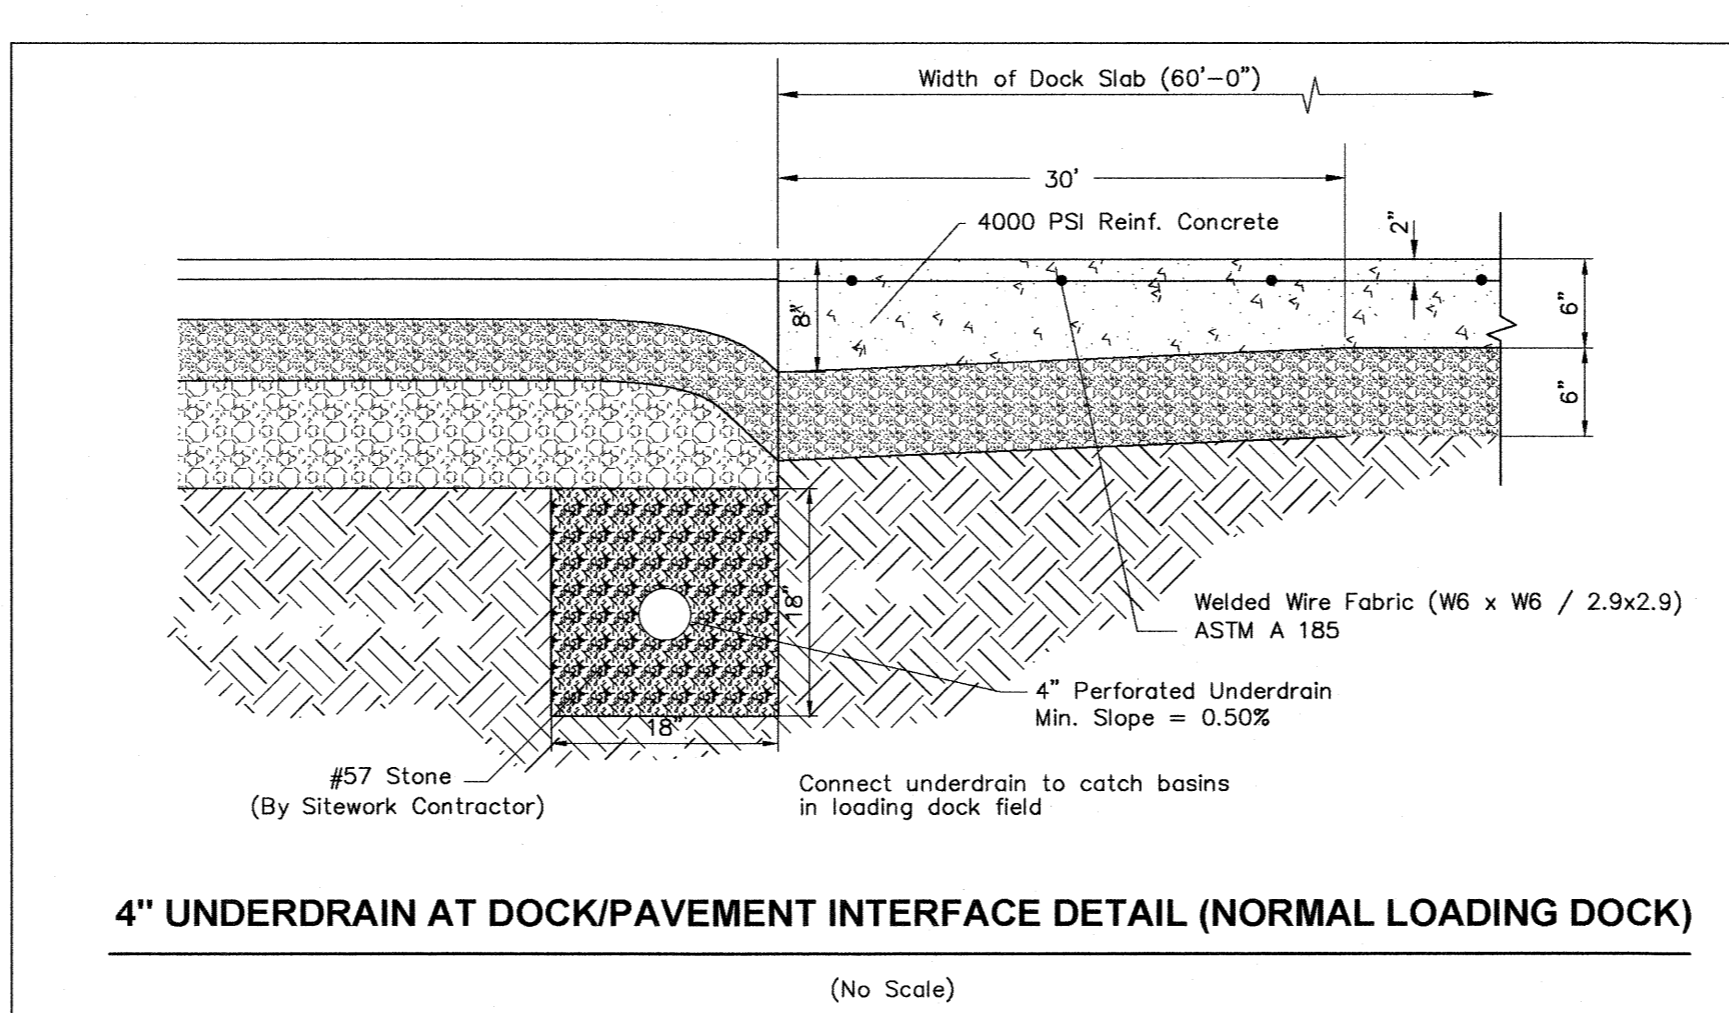 Width of Dock Slab (60'-0")
30'
4000 PSI Reinf. Concrete
2"
8"
6"
6"
18"
Welded Wire Fabric (W6 x W6 / 2.9x2.9)
ASTM A 185
4" Perforated Underdrain
Min. Slope = 0.50%
18"
#57 Stone
(By Sitework Contractor)
Connect underdrain to catch basins
in loading dock field
4" UNDERDRAIN AT DOCK/PAVEMENT INTERFACE DETAIL (NORMAL LOADING DOCK)
(No Scale)